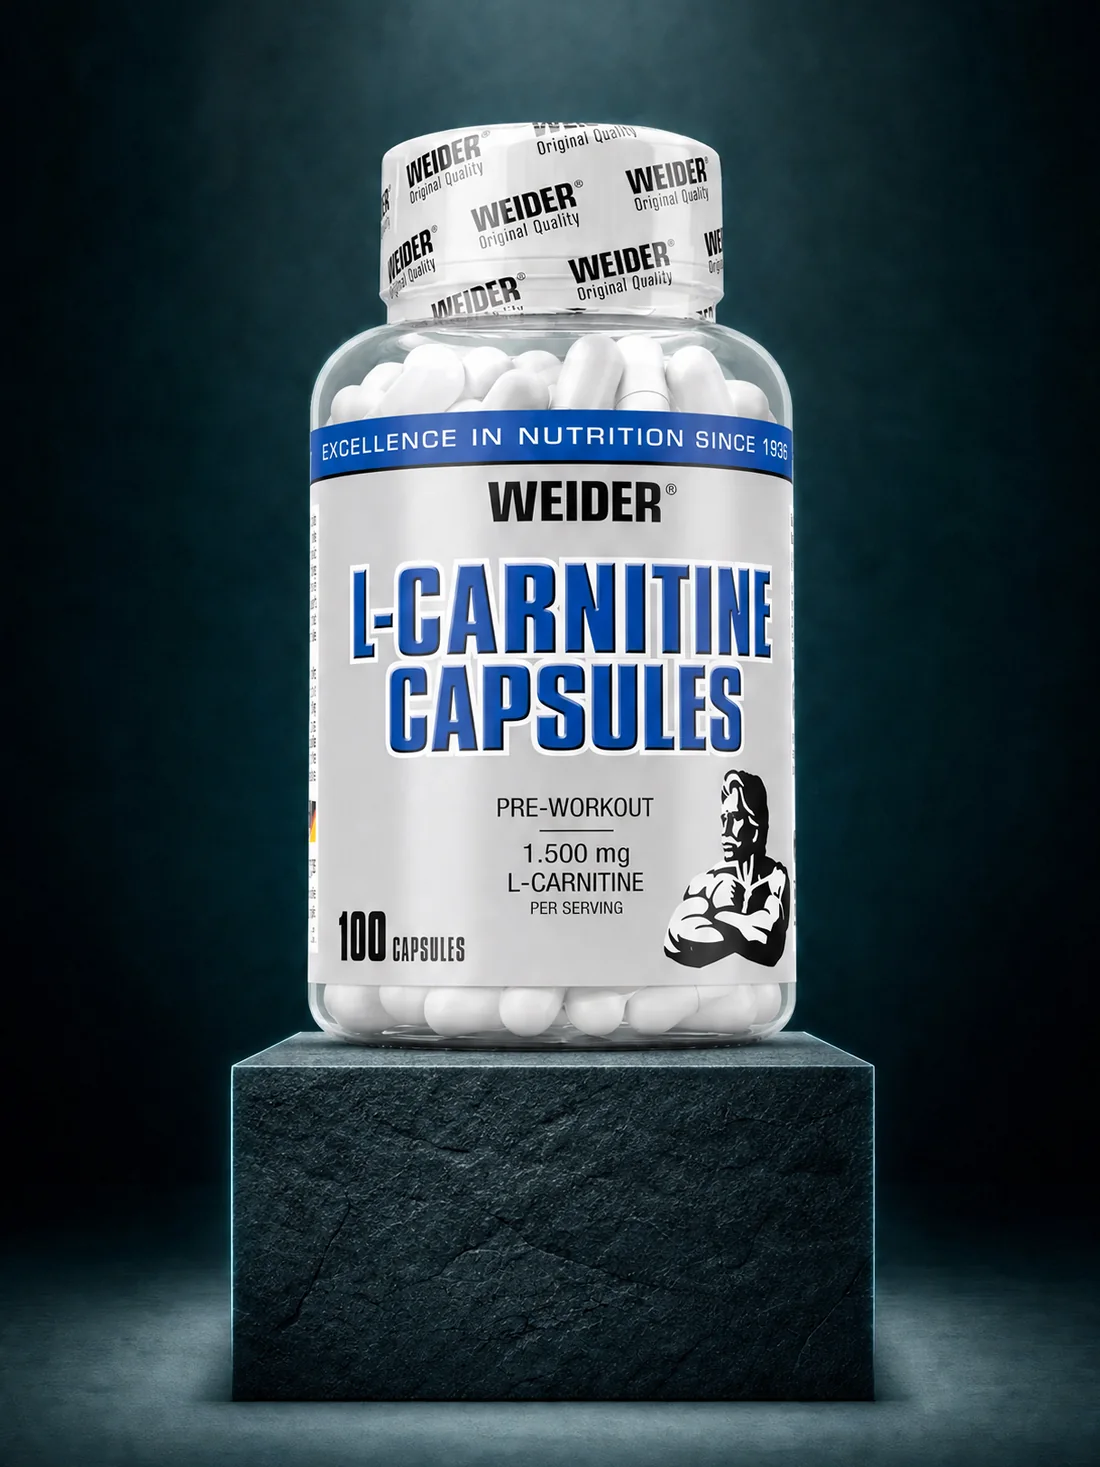 WEIDER®
Original Quality
WEIDER
Original Quality
WEIDER®
Original Quality
WEIDER®
Original Quality
WEIDER®
Original Quality
WEIDER®
Original Quality
WEIDER®
EXCELLENCE IN NUTRITION SINCE 1936
WEIDER®
L-CARNITINE
CAPSULES
PRE-WORKOUT
1.500 mg
L-CARNITINE
PER SERVING
100 CAPSULES